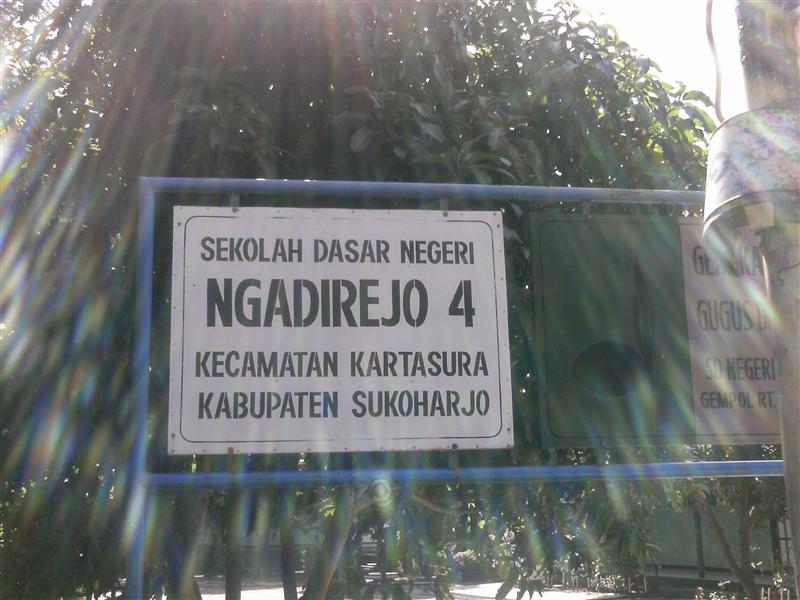 SEKOLAH DASAR NEGERI
NGADIREJO 4
KECAMATAN KARTASURA
KABUPATEN SUKOHARJO
GUGUS
SD NEGERI
GEMPOL RT.